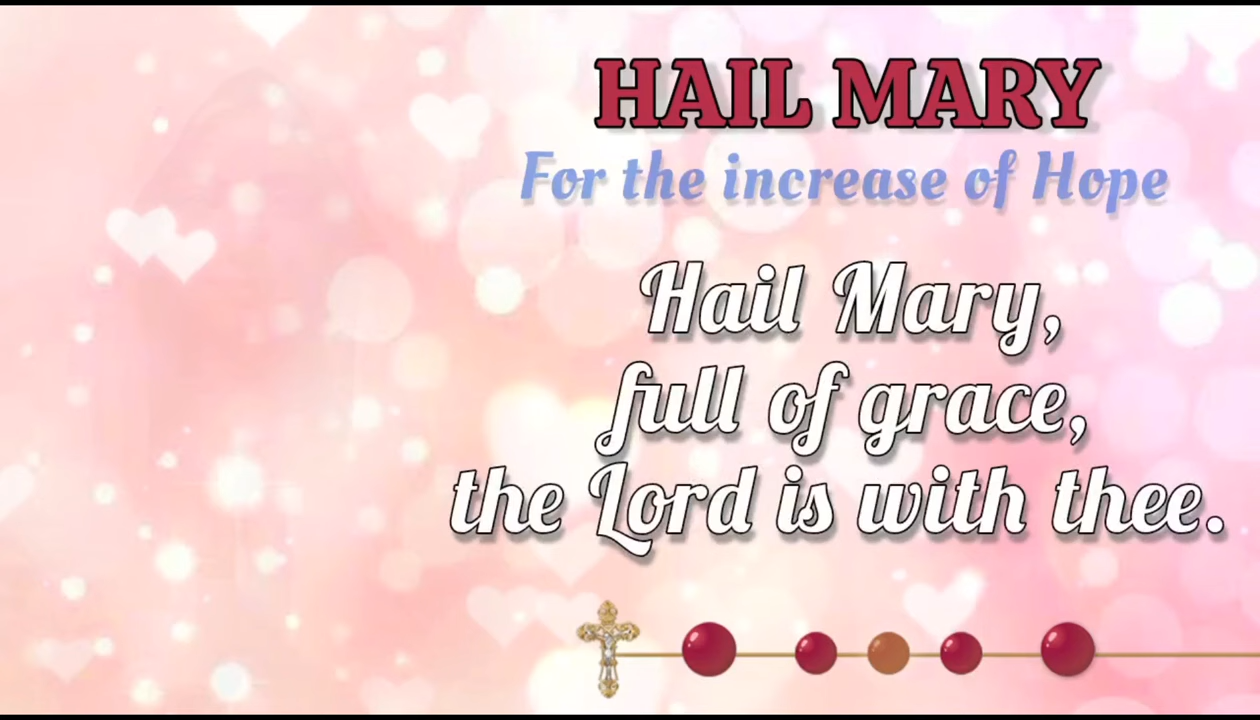 HAIL MARY
For the increase of Hope
Hail Mary,
full of grace,
the Lord is with thee.